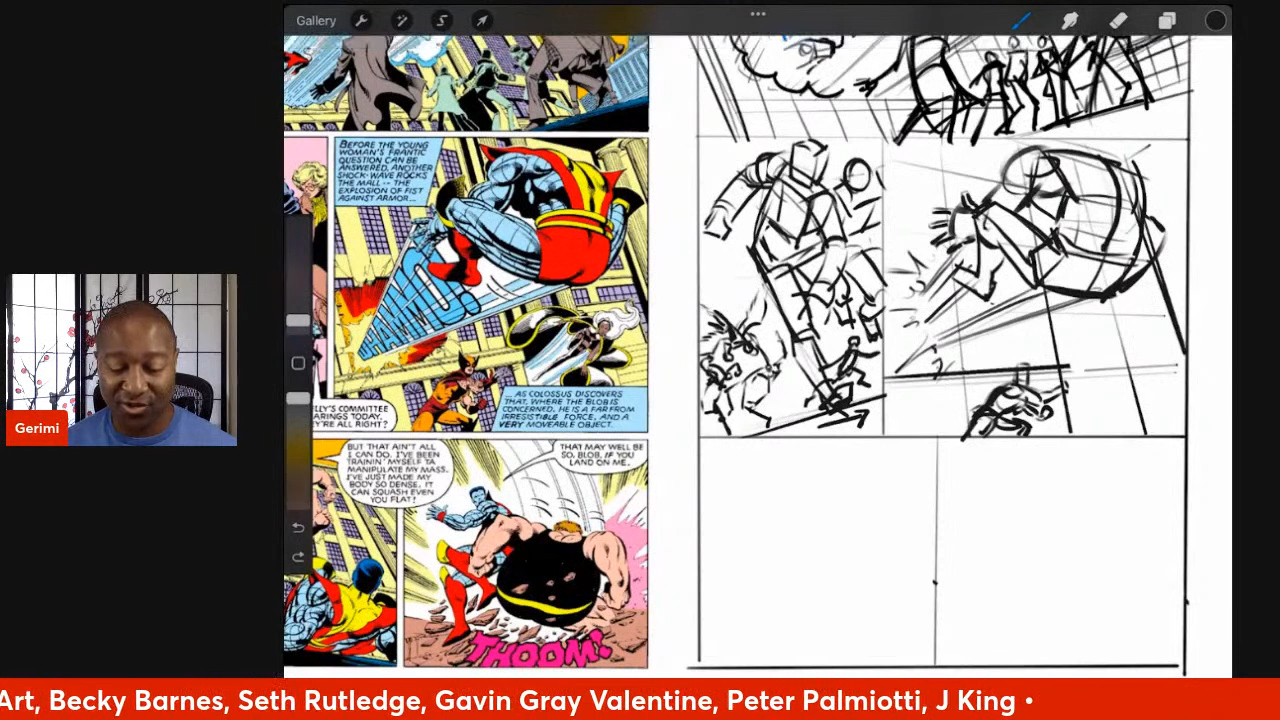 Gallery
BEFORE THE YOUNG
WOMAN'S FRANTIC
QUESTION CAN BE
ANSWERED, ANOTHER
SHOCK-WAVE ROCKS
THE MALL -- THE
EXPLOSION OF FIST
AGAINST ARMOR...
...AS COLOSSUS DISCOVERS
THAT, WHERE THE BLOB IS
CONCERNED, HE IS A FAR FROM
IRRESISTIBLE FORCE, AND A
VERY MOVEABLE OBJECT.
COMMITTEE
TODAY.
ALL RIGHT?
BUT THAT AIN'T ALL
I CAN DO. I'VE BEEN
TRAININ' MYSELF TA
MANIPULATE MY MASS.
I'VE JUST MADE MY
BODY SO DENSE, IT
CAN SQUASH EVEN
YOU FLAT!
THAT MAY WELL BE
SO, BLOB, IF YOU
LAND ON ME.
THOOM!
Gerimi
Art, Becky Barnes, Seth Rutledge, Gavin Gray Valentine, Peter Palmiotti, J King •